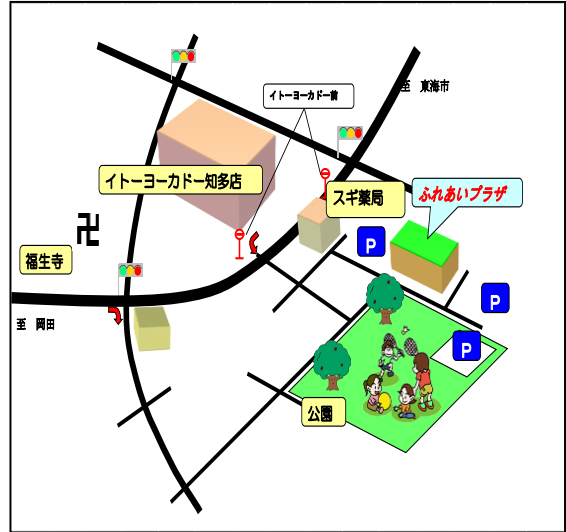 イトーヨーカドー前
至 東海市
イトーヨーカドー知多店
スギ薬局
ふれあいプラザ
卍
福生寺
P
P
至 岡田
P
公園